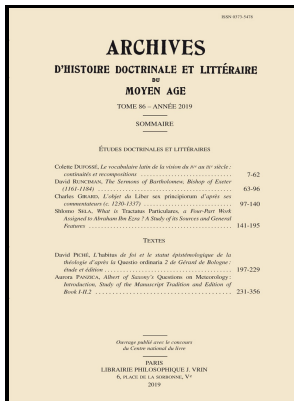 ISSN 0373-5478
ARCHIVES
D'HISTOIRE DOCTRINALE ET LITTÉRAIRE
DU
MOYEN AGE
TOME 86 – ANNÉE 2019
SOMMAIRE
ÉTUDES DOCTRINALES ET LITTÉRAIRES
Colette DUFOSSÉ, Le vocabulaire latin de la vision du IVe au IXe siècle :
continuités et recompositions 7-62
David RUNCIMAN, The Sermons of Bartholomew, Bishop of Exeter
(1161-1184) 63-96
Charles GIRARD, L'objet du Liber sex principiorum d'après ses
commentateurs (c. 1230-1337) 97-140
Shlomo SELA, What is Tractatus Particulares, a Four-Part Work
Assigned to Abraham Ibn Ezra ? A Study of its Sources and General
Features 141-195
TEXTES
David PICHÉ, L'habitus de foi et le statut épistémologique de la
théologie d'après la Questio ordinaria 2 de Gérard de Bologne :
étude et édition 197-229
Aurora PANZICA, Albert of Saxony's Questions on Meteorology :
Introduction, Study of the Manuscript Tradition and Edition of
Book I-II.2 231-356
Ouvrage publié avec le concours
du Centre national du livre
PARIS
LIBRAIRIE PHILOSOPHIQUE J. VRIN
6, PLACE DE LA SORBONNE, Ve
2019